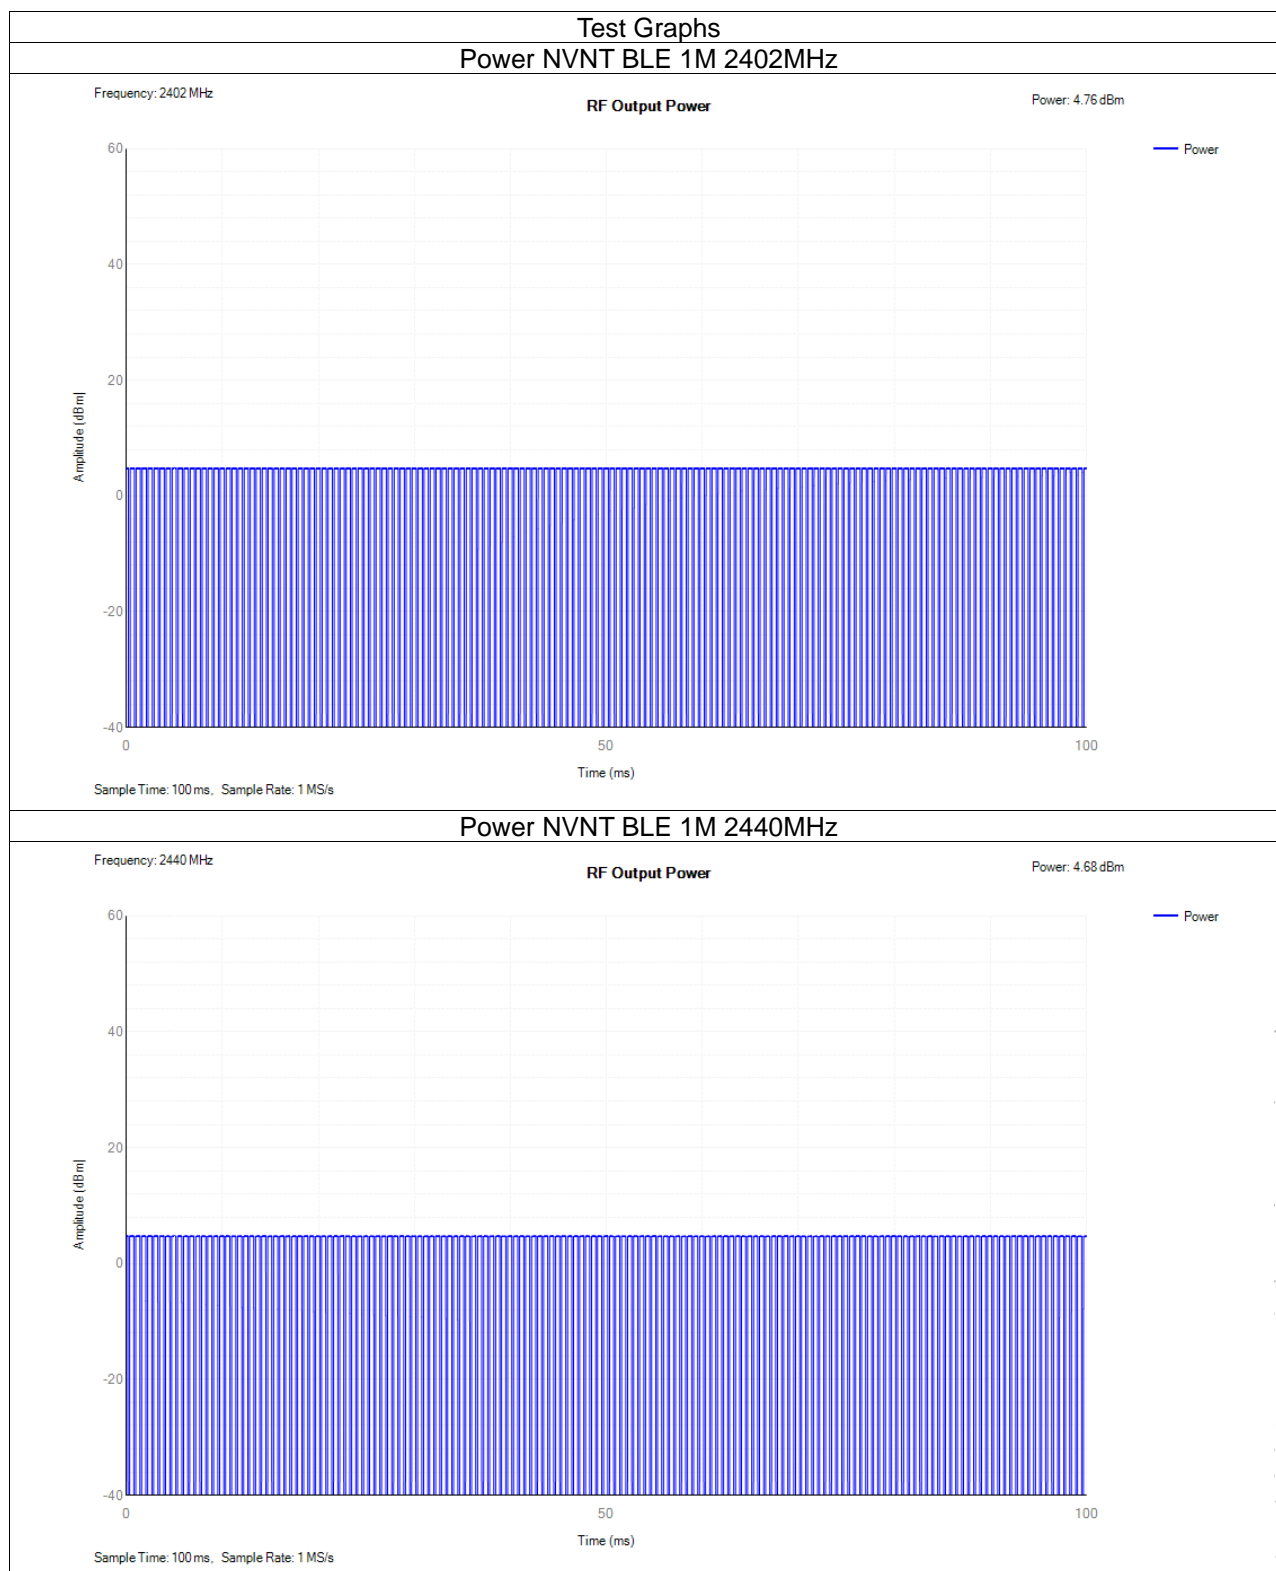 Test Graphs
Power NVNT BLE 1M 2402MHz
Frequency: 2402 MHz
RF Output Power
Power: 4.76 dBm
60
Power
40
20
Amplitude [dBm]
0
-20
-40
0 50 100
Time (ms)
Sample Time: 100 ms, Sample Rate: 1 MS/s
Power NVNT BLE 1M 2440MHz
Frequency: 2440 MHz
RF Output Power
Power: 4.68 dBm
60
Power
40
20
Amplitude [dBm]
0
-20
-40
0 50 100
Time (ms)
Sample Time: 100 ms, Sample Rate: 1 MS/s